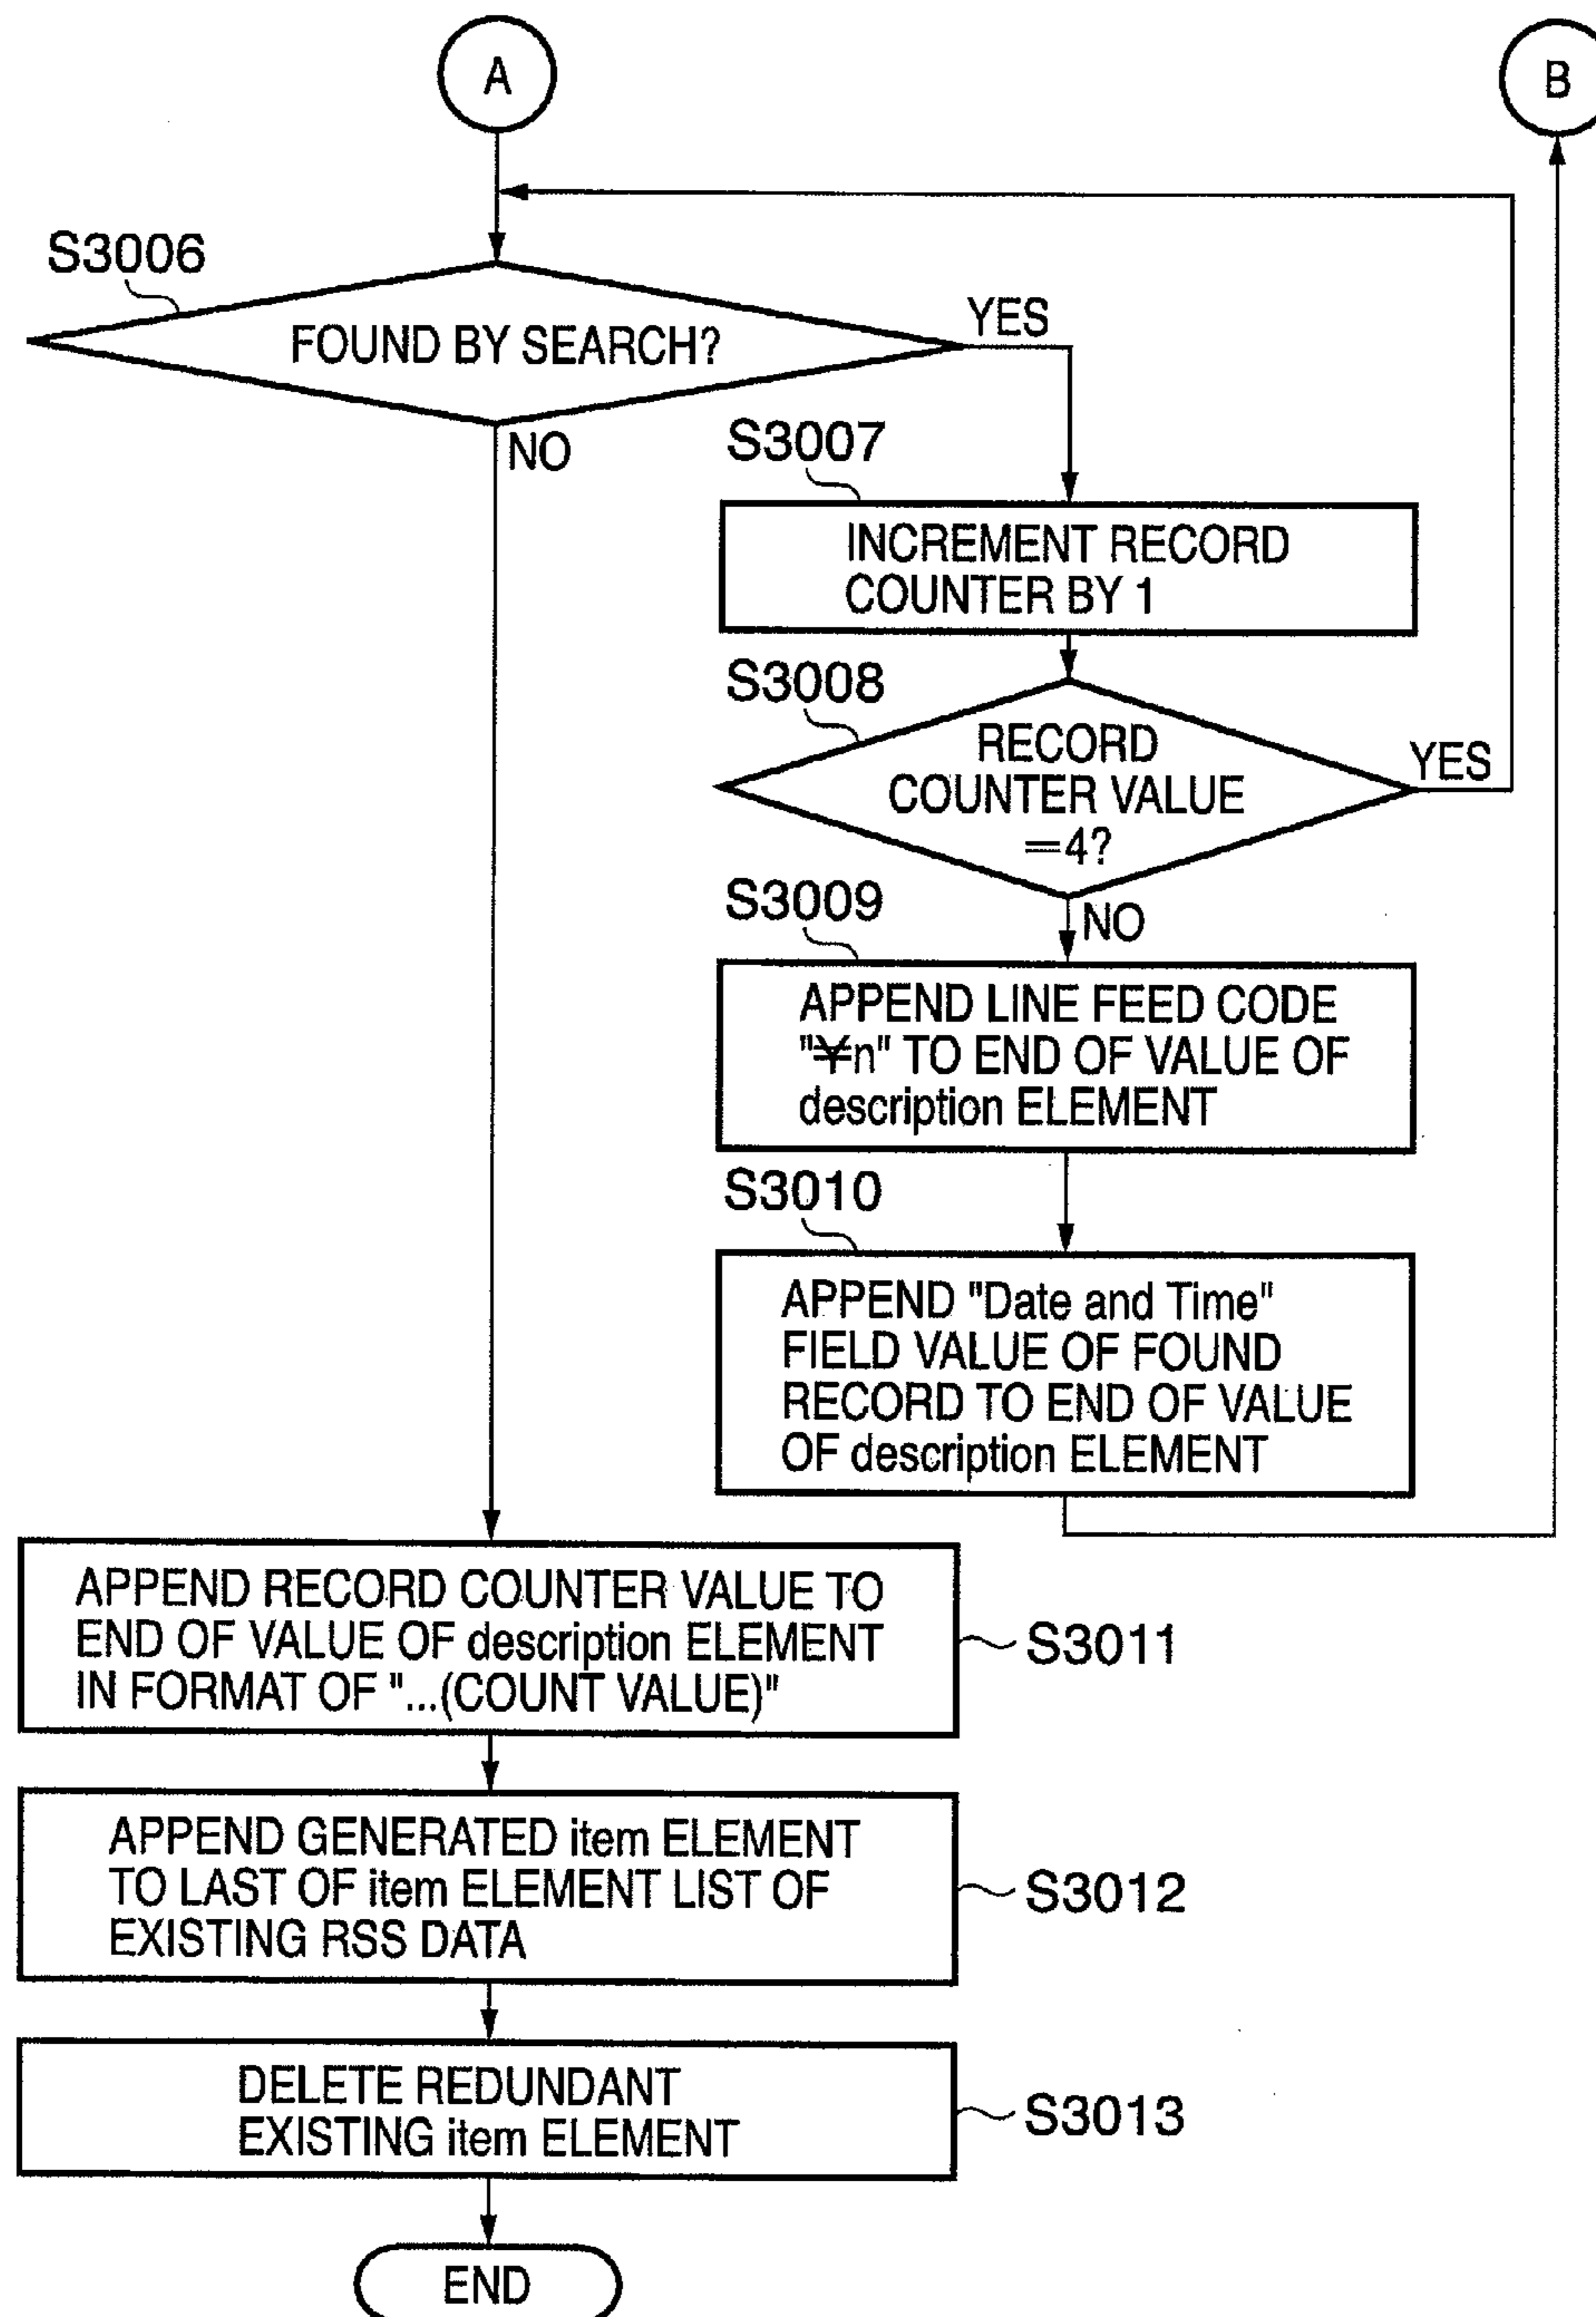 A
B
S3006
FOUND BY SEARCH?
YES
NO
S3007
INCREMENT RECORD
COUNTER BY 1
S3008
RECORD
COUNTER VALUE
=4?
YES
NO
S3009
APPEND LINE FEED CODE
"¥n" TO END OF VALUE OF
description ELEMENT
S3010
APPEND "Date and Time"
FIELD VALUE OF FOUND
RECORD TO END OF VALUE
OF description ELEMENT
APPEND RECORD COUNTER VALUE TO
END OF VALUE OF description ELEMENT
IN FORMAT OF "...(COUNT VALUE)"
S3011
APPEND GENERATED item ELEMENT
TO LAST OF item ELEMENT LIST OF
EXISTING RSS DATA
S3012
DELETE REDUNDANT
EXISTING item ELEMENT
S3013
END